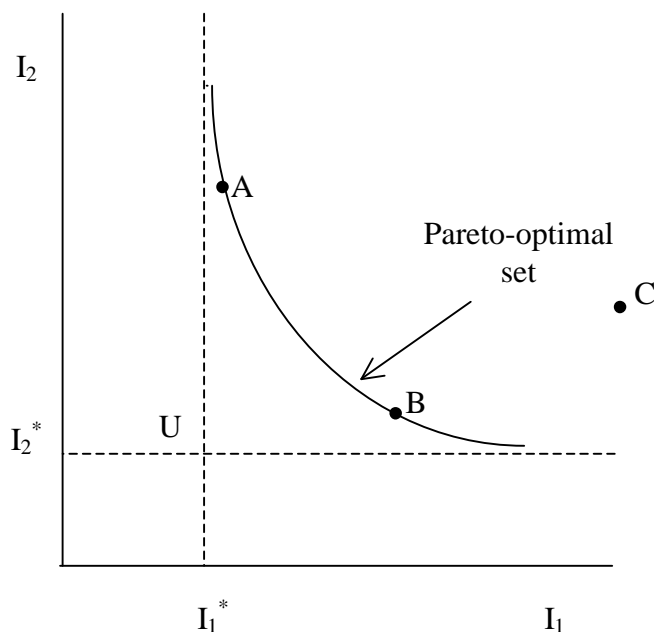 I₂
A
Pareto-optimal
set
C
B
U
I₂*
I₁*
I₁